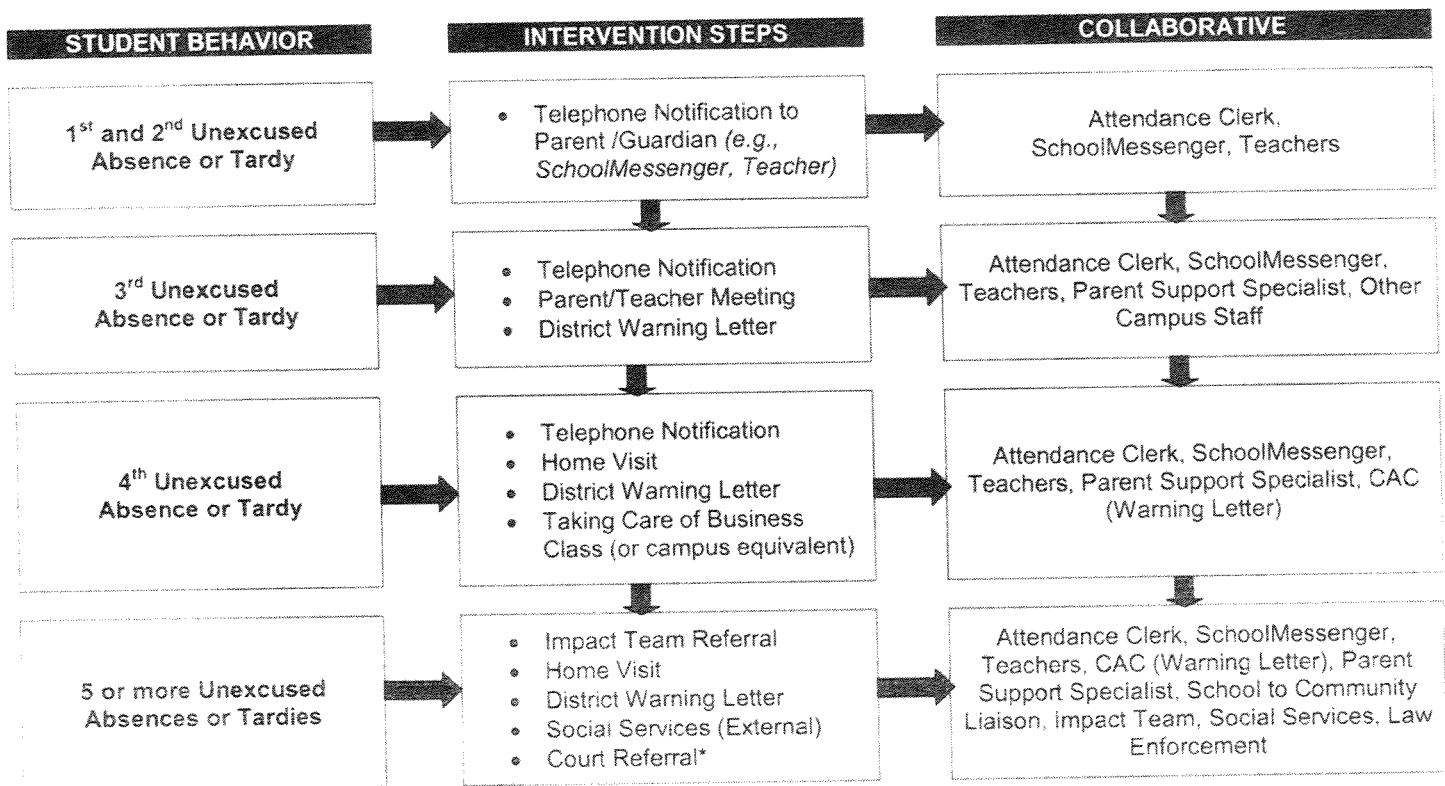 STUDENT BEHAVIOR
INTERVENTION STEPS
COLLABORATIVE
1st and 2nd Unexcused
Absence or Tardy
• Telephone Notification to
Parent /Guardian (e.g.,
SchoolMessenger, Teacher)
Attendance Clerk,
SchoolMessenger, Teachers
3rd Unexcused
Absence or Tardy
• Telephone Notification
• Parent/Teacher Meeting
• District Warning Letter
Attendance Clerk, SchoolMessenger,
Teachers, Parent Support Specialist, Other
Campus Staff
4th Unexcused
Absence or Tardy
• Telephone Notification
• Home Visit
• District Warning Letter
• Taking Care of Business
Class (or campus equivalent)
Attendance Clerk, SchoolMessenger,
Teachers, Parent Support Specialist, CAC
(Warning Letter)
5 or more Unexcused
Absences or Tardies
• Impact Team Referral
• Home Visit
• District Warning Letter
• Social Services (External)
• Court Referral*
Attendance Clerk, SchoolMessenger,
Teachers, CAC (Warning Letter), Parent
Support Specialist, School to Community
Liaison, Impact Team, Social Services, Law
Enforcement